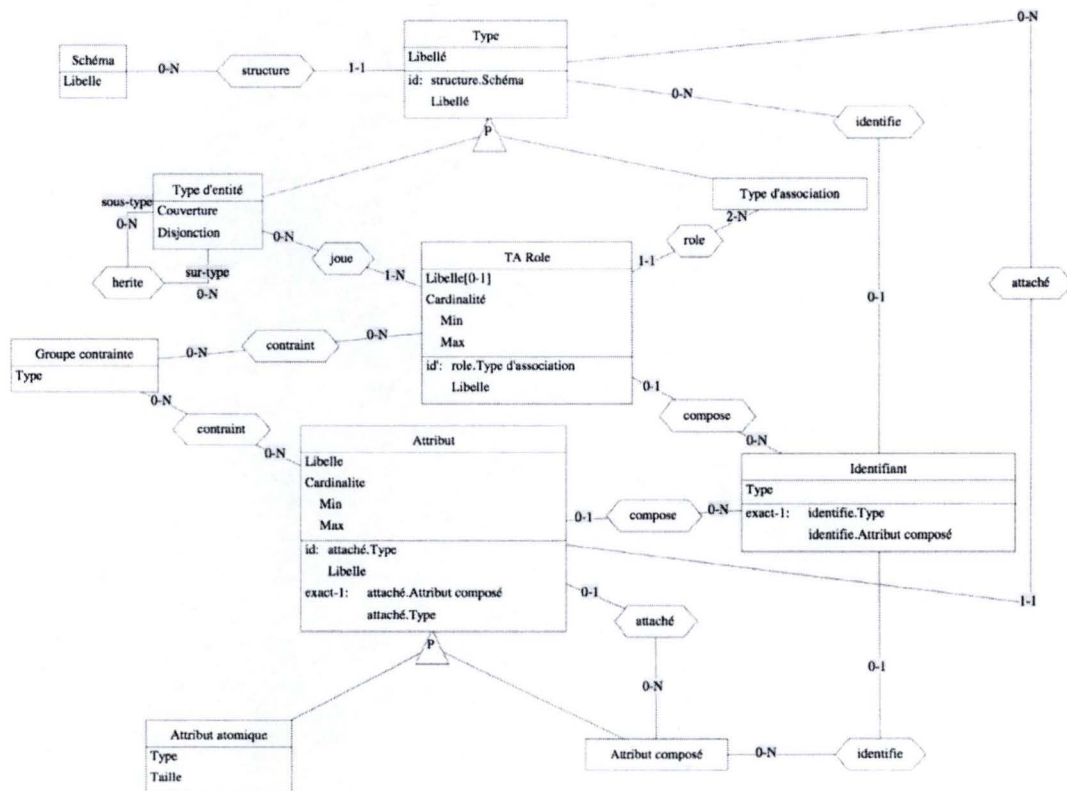 Type
0-N
Schéma
Libelle
0-N
structure
1-1
Libellé
id: structure.Schéma
Libellé
0-N
identifie
P
Type d'entité
Couverture
Disjonction
sous-type
0-N
herite
sur-type
0-N
0-N
joue
1-N
Type d'association
2-N
role
1-1
TA Role
Libelle[0-1]
Cardinalité
Min
Max
id': role.Type d'association
Libelle
0-1
attaché
Groupe contrainte
Type
0-N
contraint
0-N
0-N
contraint
0-N
0-1
compose
0-N
Attribut
Libelle
Cardinalite
Min
Max
id: attaché.Type
Libelle
exact-1: attaché.Attribut composé
attaché.Type
0-1
compose
0-N
Identifiant
Type
exact-1: identifie.Type
identifie.Attribut composé
1-1
0-1
attaché
0-N
0-1
P
Attribut atomique
Type
Taille
Attribut composé
0-N
identifie